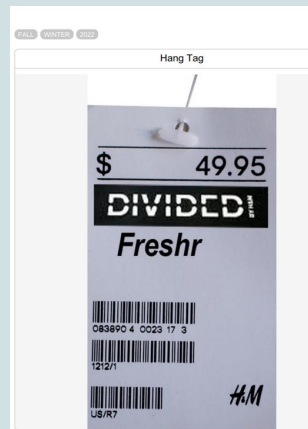 FALL WINTER 2022
Hang Tag
$ 49.95
DIVIDED BY H&M
Freshr
083890 4 0023 17 3
1212/1
US/R7
H&M